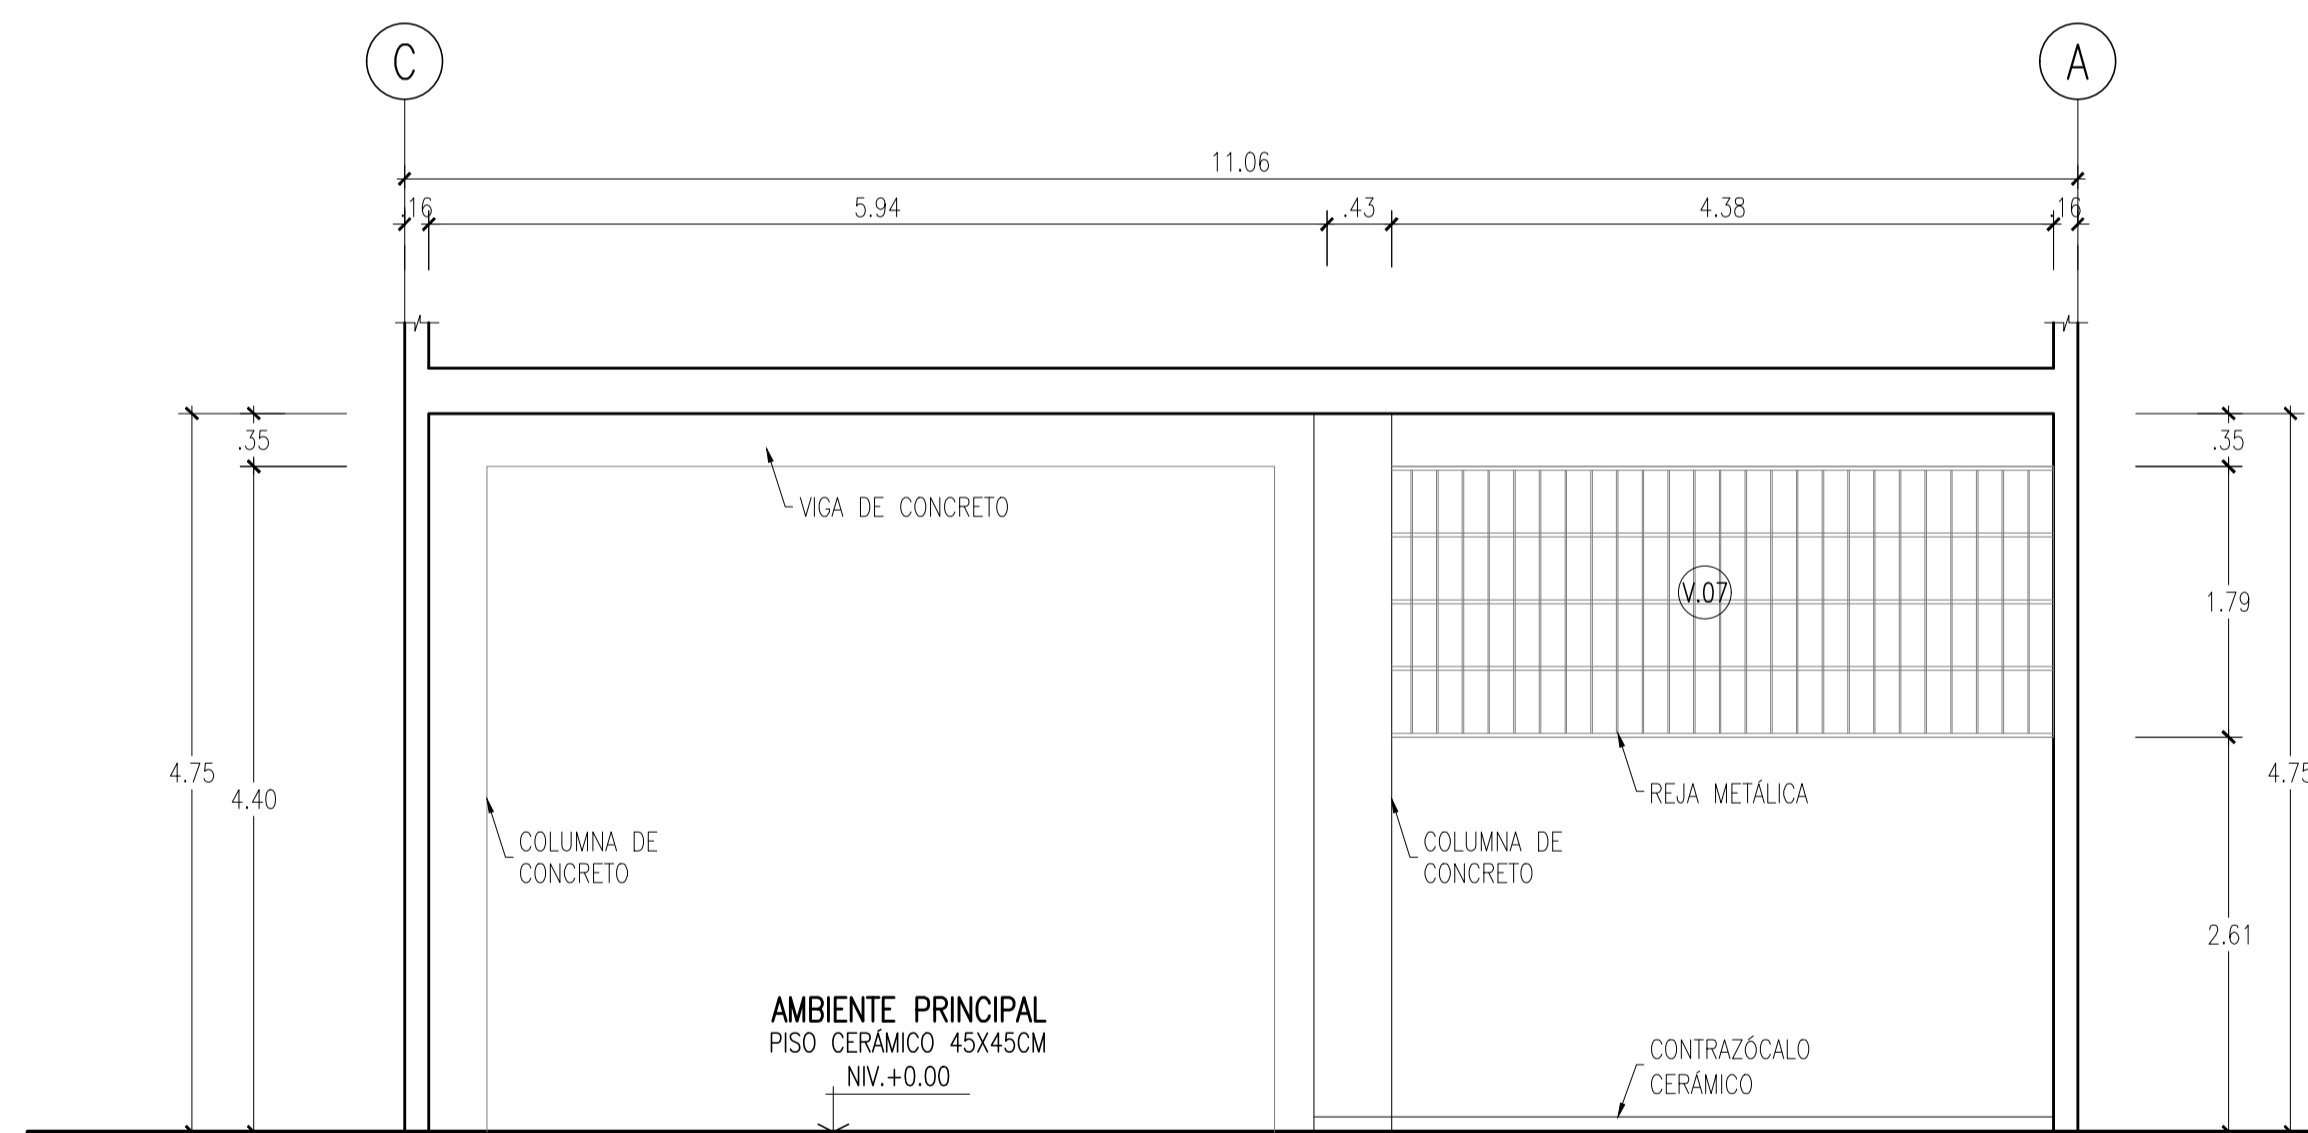 C
A
11.06
.16
5.94
.43
4.38
.16
.35
.35
VIGA DE CONCRETO
V.07
1.79
4.75
4.40
REJA METÁLICA
4.75
COLUMNA DE
CONCRETO
COLUMNA DE
CONCRETO
2.61
AMBIENTE PRINCIPAL
PISO CERÁMICO 45X45CM
NIV.+0.00
CONTRAZÓCALO
CERÁMICO